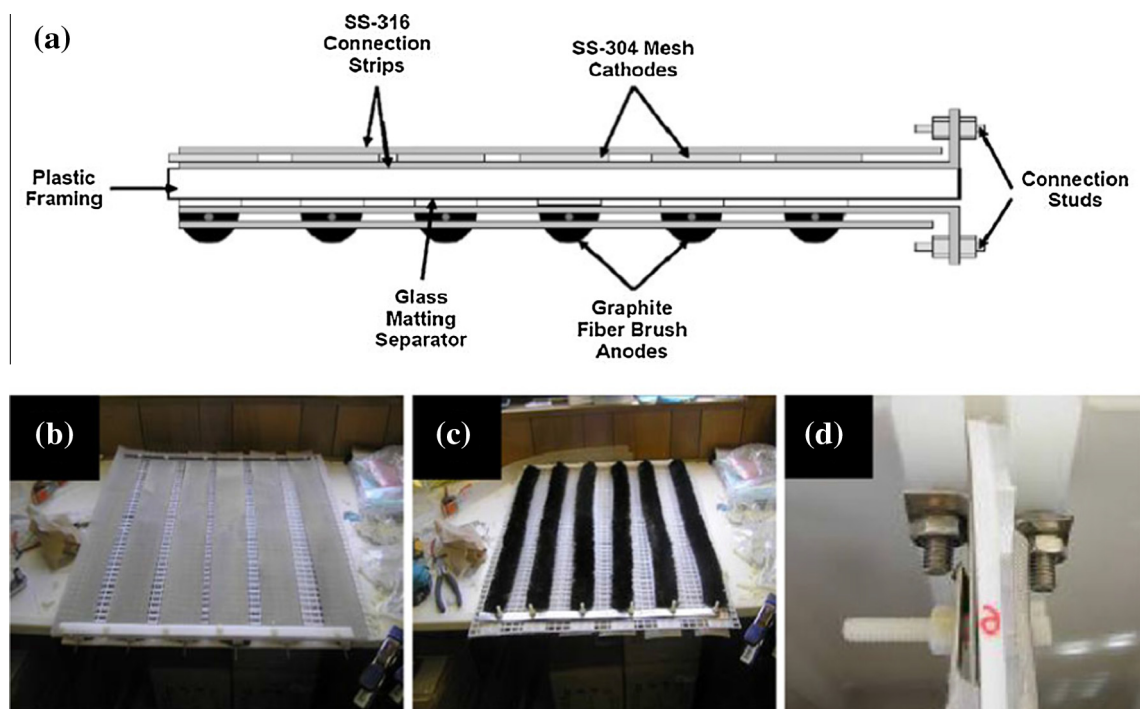 (a)
SS-316
Connection
Strips
SS-304 Mesh
Cathodes
Plastic
Framing
Connection
Studs
Glass
Matting
Separator
Graphite
Fiber Brush
Anodes
(b)
(c)
(d)